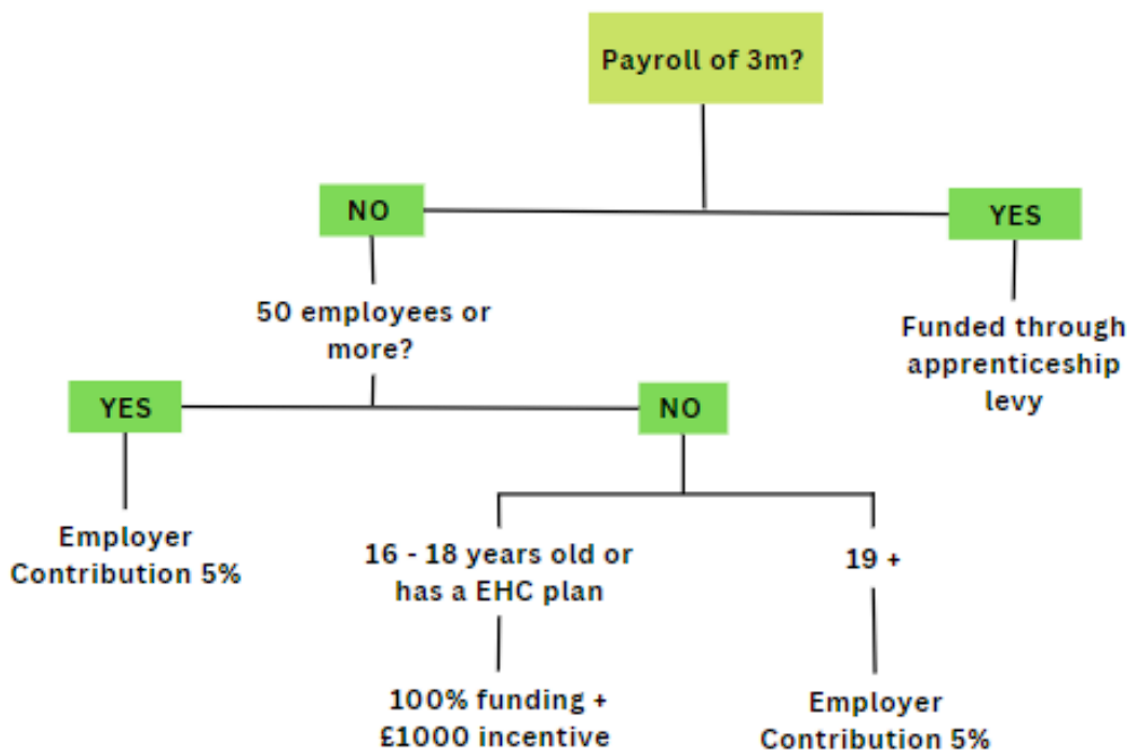 Payroll of 3m?
NO
YES
50 employees or
more?
Funded through
apprenticeship
levy
YES
NO
Employer
Contribution 5%
16 - 18 years old or
has a EHC plan
19 +
100% funding +
£1000 incentive
Employer
Contribution 5%